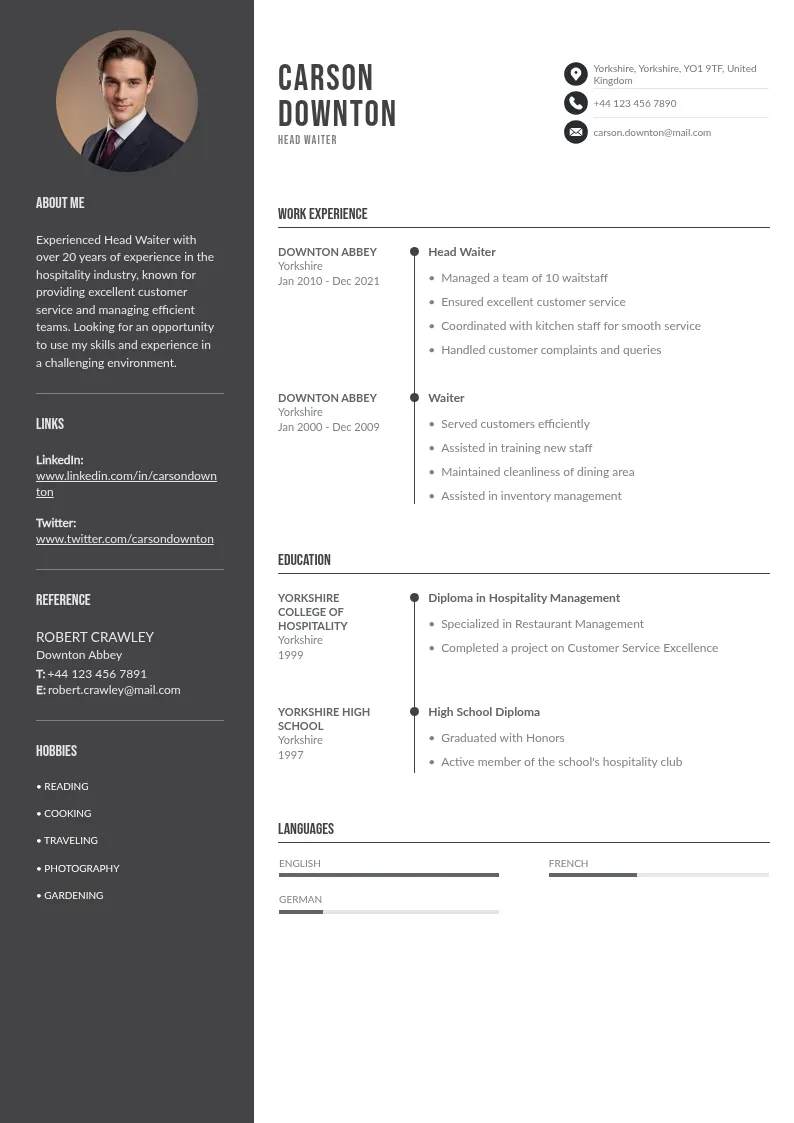 CARSON
DOWNTON
HEAD WAITER
Yorkshire, Yorkshire, YO1 9TF, United
Kingdom
+44 123 456 7890
carson.downton@mail.com
ABOUT ME
Experienced Head Waiter with
over 20 years of experience in the
hospitality industry, known for
providing excellent customer
service and managing efficient
teams. Looking for an opportunity
to use my skills and experience in
a challenging environment.
LINKS
LinkedIn:
www.linkedin.com/in/carsondown
ton
Twitter:
www.twitter.com/carsondownton
REFERENCE
ROBERT CRAWLEY
Downton Abbey
T: +44 123 456 7891
E: robert.crawley@mail.com
HOBBIES
• READING
• COOKING
• TRAVELING
• PHOTOGRAPHY
• GARDENING
WORK EXPERIENCE
DOWNTON ABBEY
Yorkshire
Jan 2010 - Dec 2021
Head Waiter
• Managed a team of 10 waitstaff
• Ensured excellent customer service
• Coordinated with kitchen staff for smooth service
• Handled customer complaints and queries
DOWNTON ABBEY
Yorkshire
Jan 2000 - Dec 2009
Waiter
• Served customers efficiently
• Assisted in training new staff
• Maintained cleanliness of dining area
• Assisted in inventory management
EDUCATION
YORKSHIRE
COLLEGE OF
HOSPITALITY
Yorkshire
1999
Diploma in Hospitality Management
• Specialized in Restaurant Management
• Completed a project on Customer Service Excellence
YORKSHIRE HIGH
SCHOOL
Yorkshire
1997
High School Diploma
• Graduated with Honors
• Active member of the school's hospitality club
LANGUAGES
ENGLISH
FRENCH
GERMAN